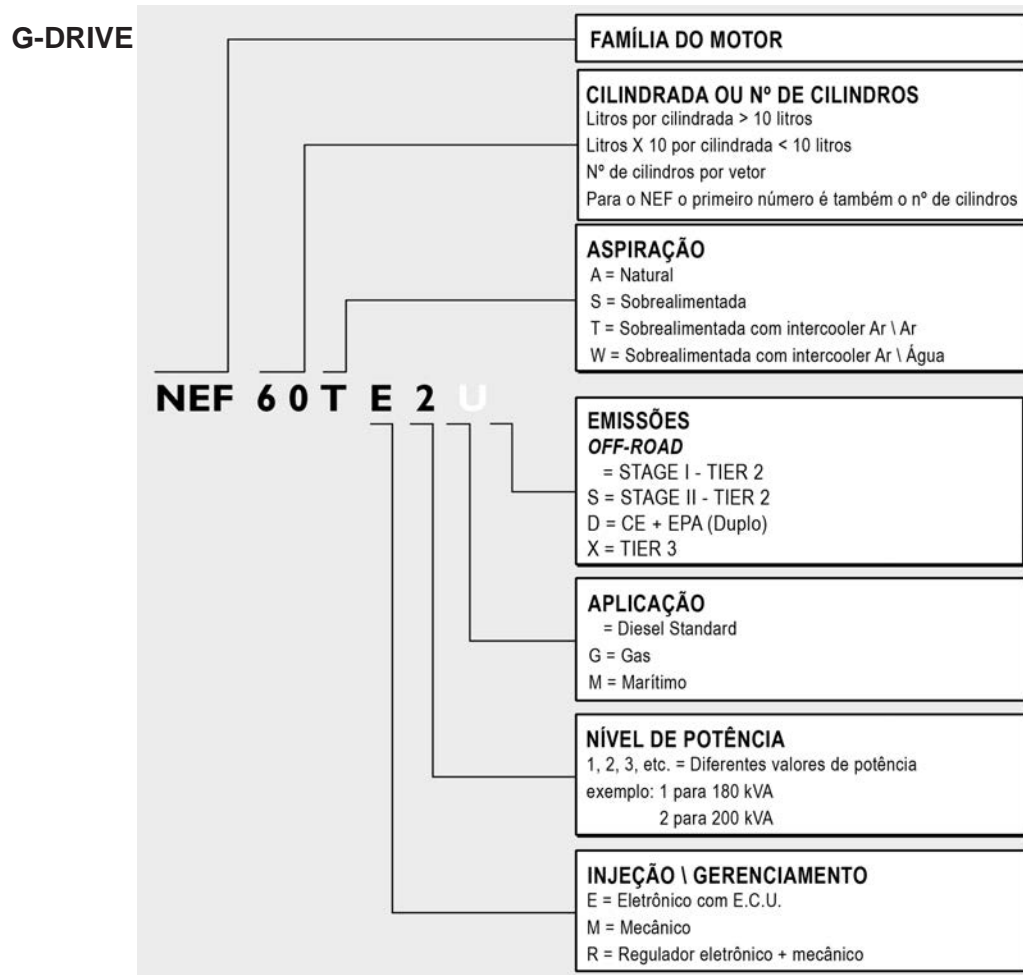 G-DRIVE
FAMÍLIA DO MOTOR
CILINDRADA OU Nº DE CILINDROS
Litros por cilindrada > 10 litros
Litros X 10 por cilindrada < 10 litros
Nº de cilindros por vetor
Para o NEF o primeiro número é também o nº de cilindros
ASPIRAÇÃO
A = Natural
S = Sobrealimentada
T = Sobrealimentada com intercooler Ar \ Ar
W = Sobrealimentada com intercooler Ar \ Água
NEF 6 0 T E 2 U
EMISSÕES
OFF-ROAD
= STAGE I - TIER 2
S = STAGE II - TIER 2
D = CE + EPA (Duplo)
X = TIER 3
APLICAÇÃO
= Diesel Standard
G = Gas
M = Marítimo
NÍVEL DE POTÊNCIA
1, 2, 3, etc. = Diferentes valores de potência
exemplo: 1 para 180 kVA
2 para 200 kVA
INJEÇÃO \ GERENCIAMENTO
E = Eletrônico com E.C.U.
M = Mecânico
R = Regulador eletrônico + mecânico